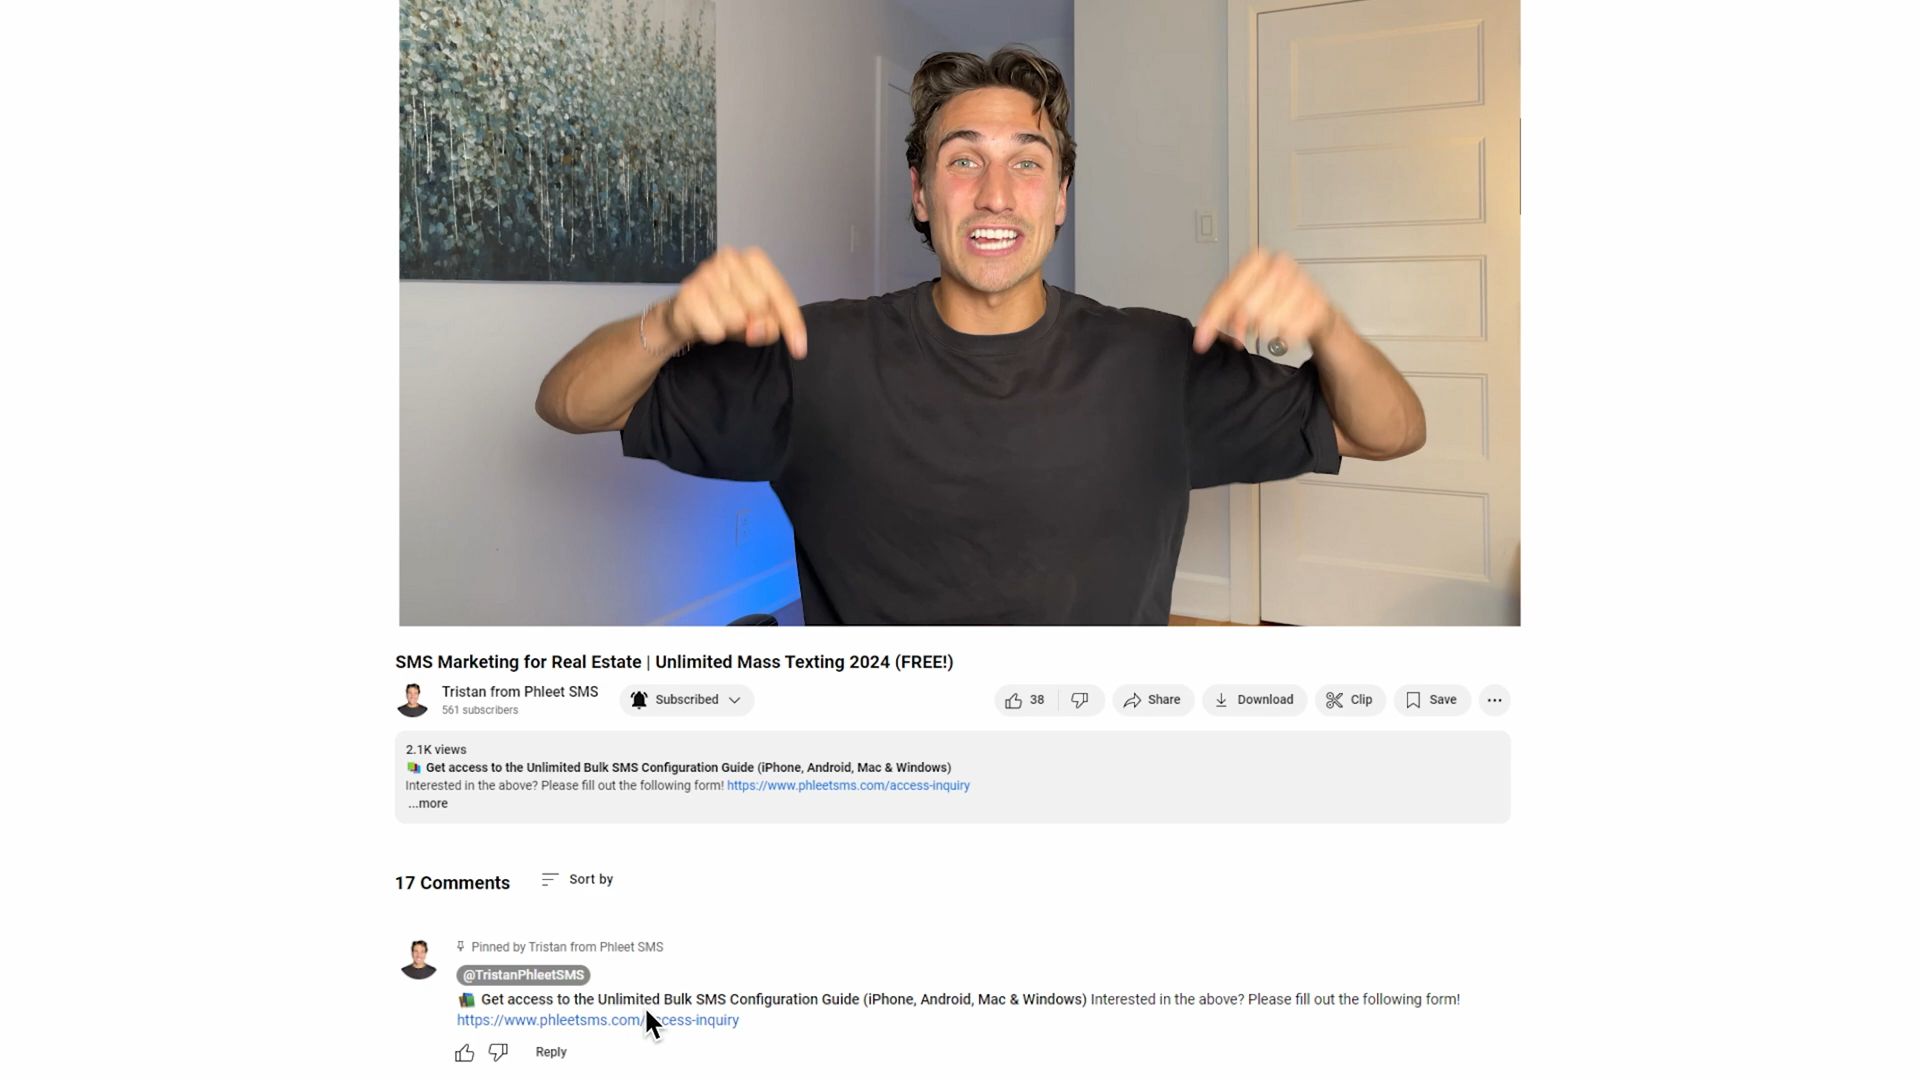 SMS Marketing for Real Estate | Unlimited Mass Texting 2024 (FREE!)
Tristan from Phleet SMS
561 subscribers
Subscribed
38
Share
Download
Clip
Save
2.1K views
Get access to the Unlimited Bulk SMS Configuration Guide (iPhone, Android, Mac & Windows)
Interested in the above? Please fill out the following form! https://www.phleetsms.com/access-inquiry
...more
17 Comments
Sort by
Pinned by Tristan from Phleet SMS
@TristanPhleetSMS
Get access to the Unlimited Bulk SMS Configuration Guide (iPhone, Android, Mac & Windows) Interested in the above? Please fill out the following form!
https://www.phleetsms.com/access-inquiry
Reply